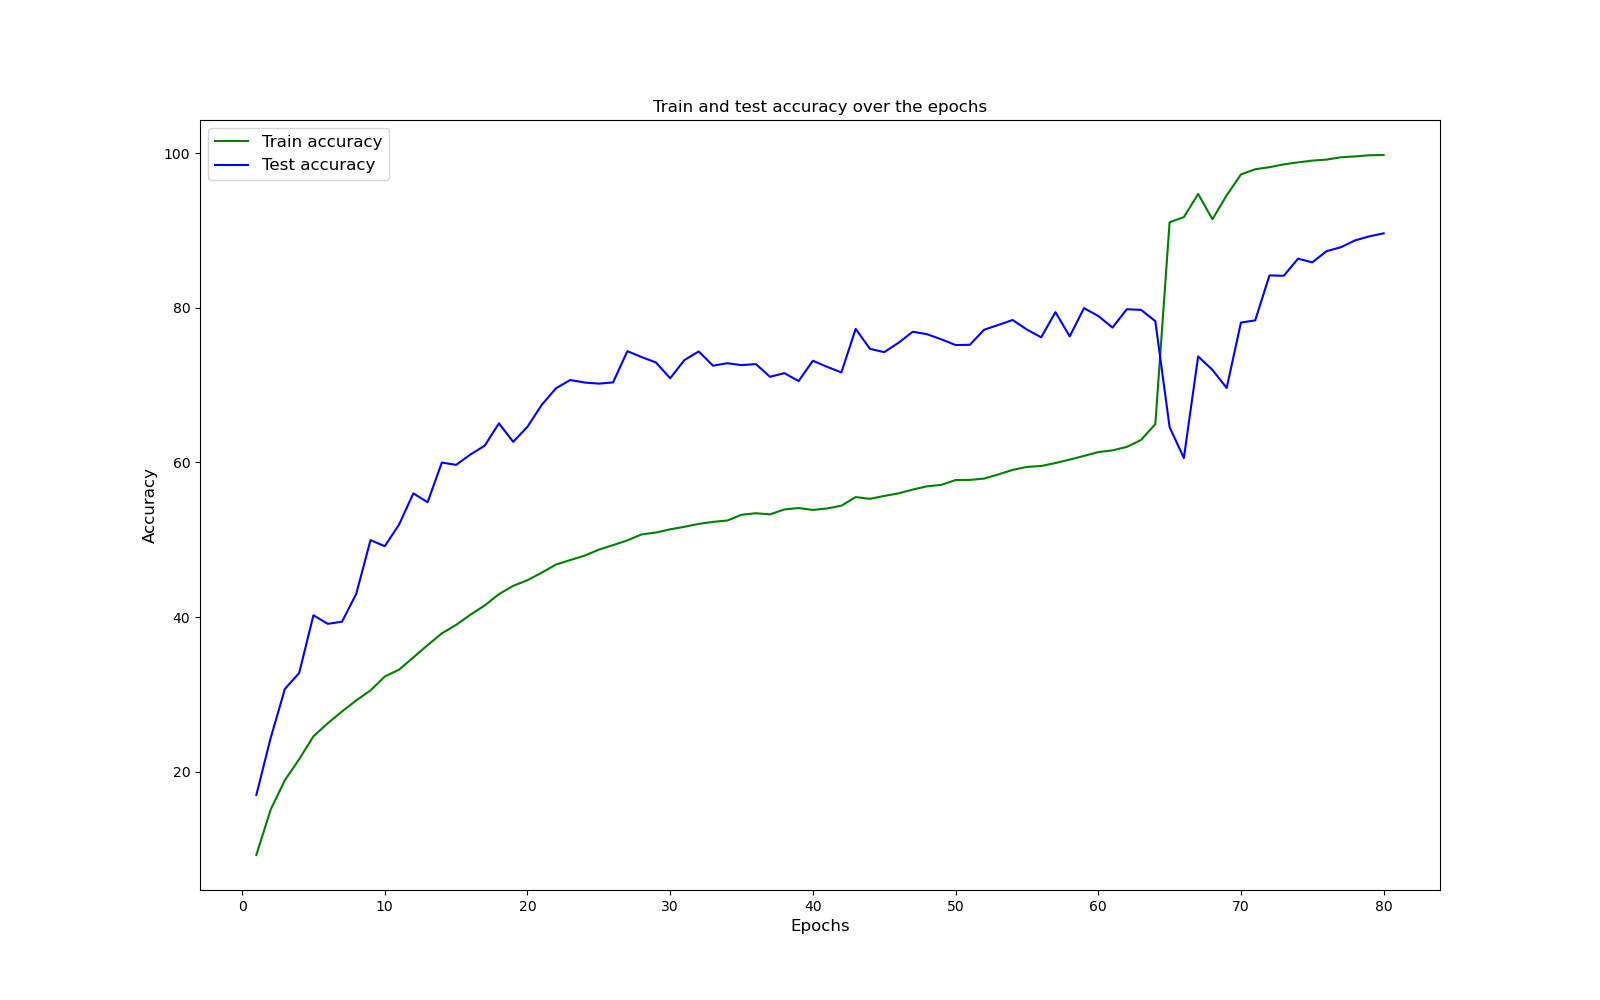 Train and test accuracy over the epochs
Train accuracy
Test accuracy
100
80
60
40
20
Accuracy
0 10 20 30 40 50 60 70 80
Epochs